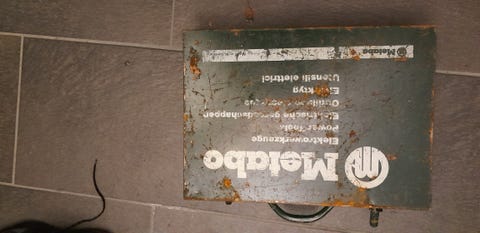 Metabo
Elektrowerkzeuge
Power-Tools
Elektrische gereedschappen
Outillage
Utensili elettrici
Metabo